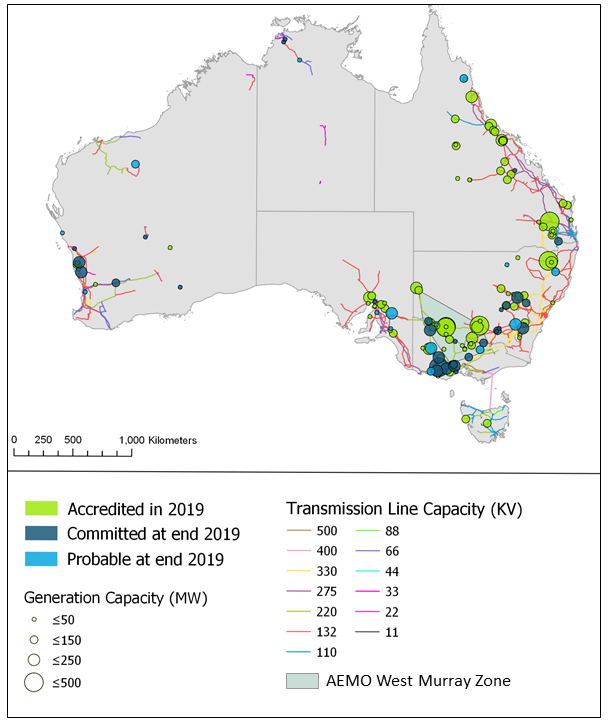 0 250 500 1,000 Kilometers
Accredited in 2019
Committed at end 2019
Probable at end 2019
Generation Capacity (MW)
≤50
≤150
≤250
≤500
Transmission Line Capacity (KV)
500
400
330
275
220
132
110
88
66
44
33
22
11
AEMO West Murray Zone